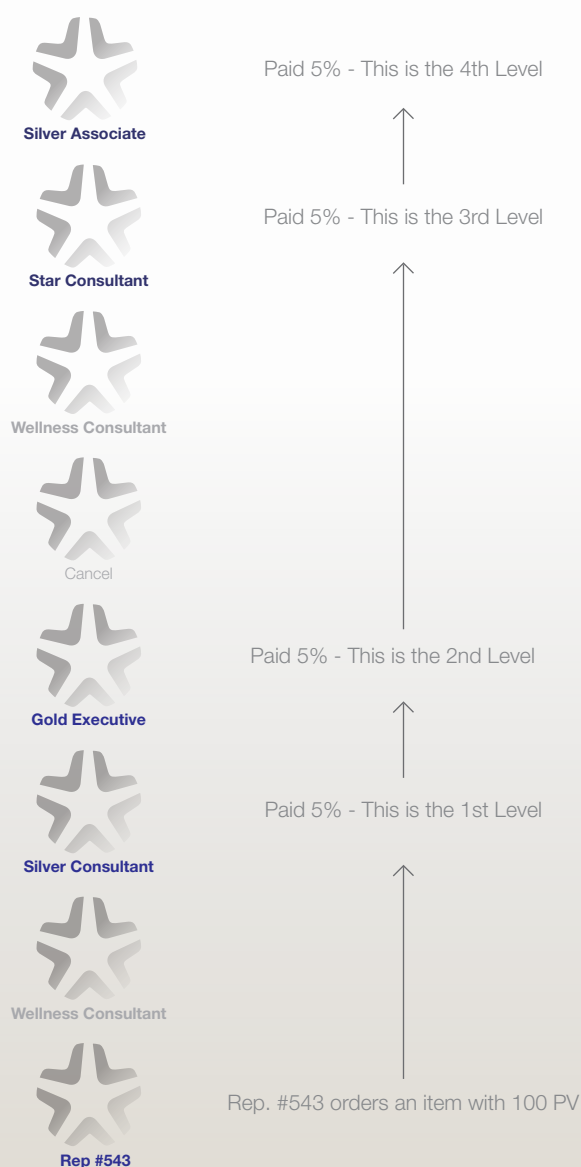 Paid 5% - This is the 4th Level
Silver Associate
Paid 5% - This is the 3rd Level
Star Consultant
Wellness Consultant
Cancel
Paid 5% - This is the 2nd Level
Gold Executive
Paid 5% - This is the 1st Level
Silver Consultant
Wellness Consultant
Rep. #543 orders an item with 100 PV
Rep #543